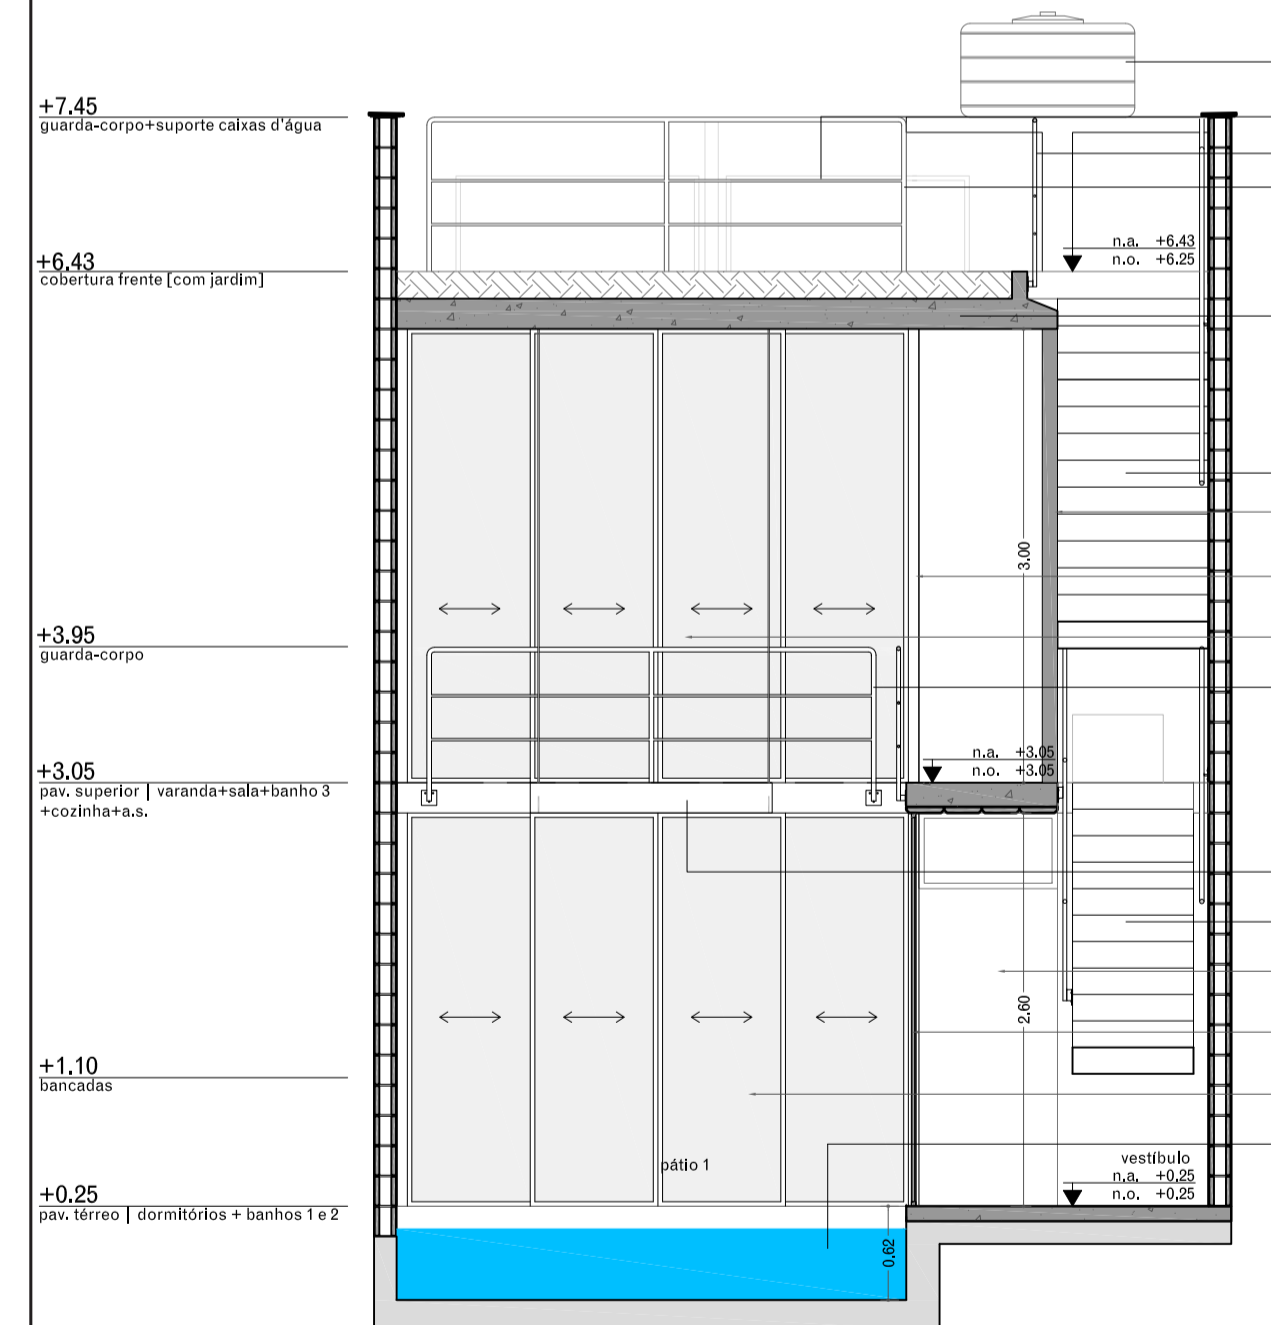 +7.45
guarda-corpo+suporte caixas d'água
+6.43
cobertura frente [com jardim]
n.a. +6.43
n.o. +6.25
3.00
+3.95
guarda-corpo
+3.05
pav. superior | varanda+sala+banho 3
+cozinha+a.s.
n.a. +3.05
n.o. +3.05
2.60
+1.10
bancadas
pátio 1
vestíbulo
n.a. +0.25
n.o. +0.25
+0.25
pav. térreo | dormitórios + banhos 1 e 2
0.62